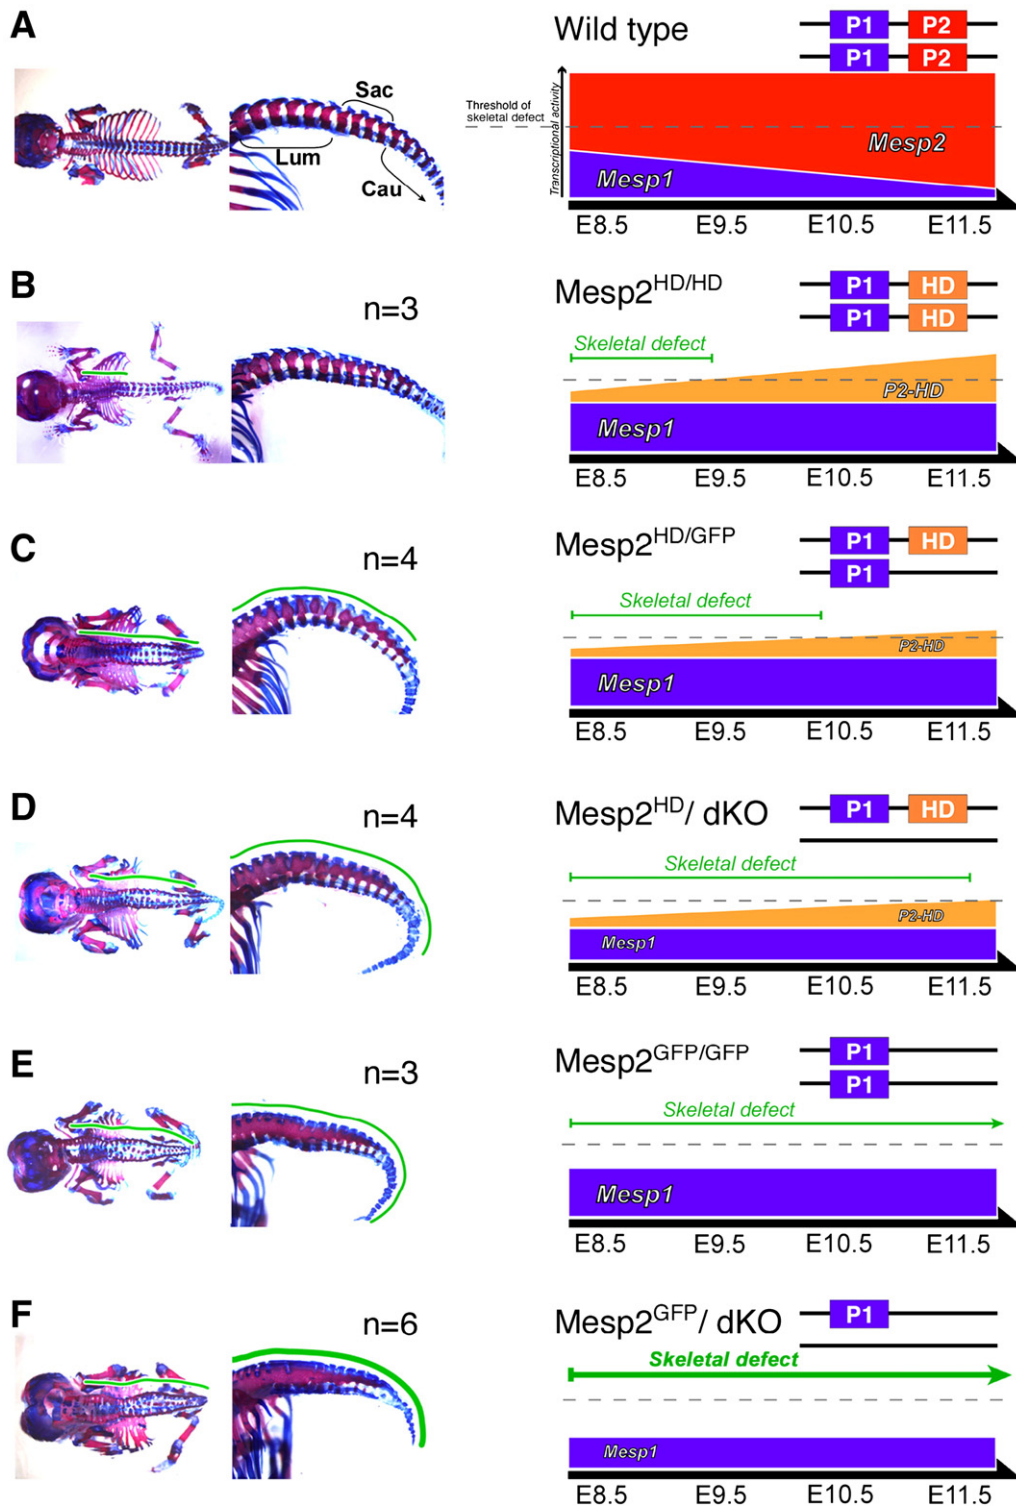 A
Wild type
P1 P2
P1 P2
Sac
Lum
Cau
Threshold of
skeletal defect
Transcriptional activity
Mesp2
Mesp1
E8.5 E9.5 E10.5 E11.5
B
n=3
Mesp2HD/HD
P1 HD
P1 HD
Skeletal defect
P2-HD
Mesp1
E8.5 E9.5 E10.5 E11.5
C
n=4
Mesp2HD/GFP
P1 HD
P1
Skeletal defect
P2-HD
Mesp1
E8.5 E9.5 E10.5 E11.5
D
n=4
Mesp2HD/ dKO
P1 HD
Skeletal defect
P2-HD
Mesp1
E8.5 E9.5 E10.5 E11.5
E
n=3
Mesp2GFP/GFP
P1
P1
Skeletal defect
Mesp1
E8.5 E9.5 E10.5 E11.5
F
n=6
Mesp2GFP/ dKO
P1
Skeletal defect
Mesp1
E8.5 E9.5 E10.5 E11.5